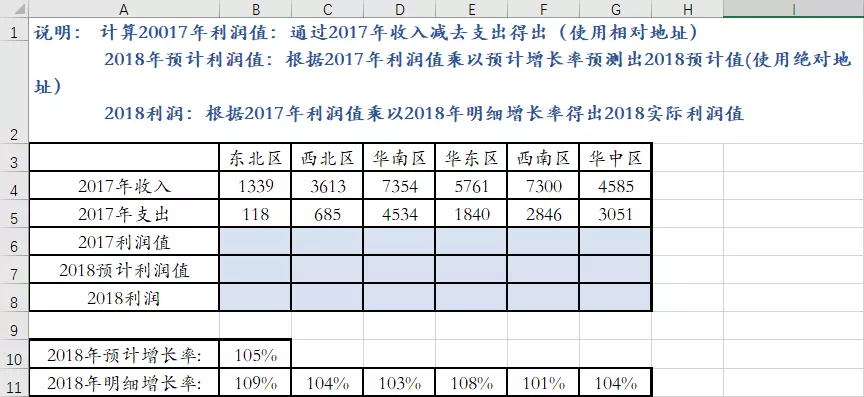 A B C D E F G H I
1 说明： 计算20017年利润值：通过2017年收入减去支出得出（使用相对地址）
2018年预计利润值：根据2017年利润值乘以预计增长率预测出2018预计值(使用绝对地
址）
2 2018利润：根据2017年利润值乘以2018年明细增长率得出2018实际利润值
3 东北区 西北区 华南区 华东区 西南区 华中区
4 2017年收入 1339 3613 7354 5761 7300 4585
5 2017年支出 118 685 4534 1840 2846 3051
6 2017利润值
7 2018预计利润值
8 2018利润
9
10 2018年预计增长率: 105%
11 2018年明细增长率: 109% 104% 103% 108% 101% 104%